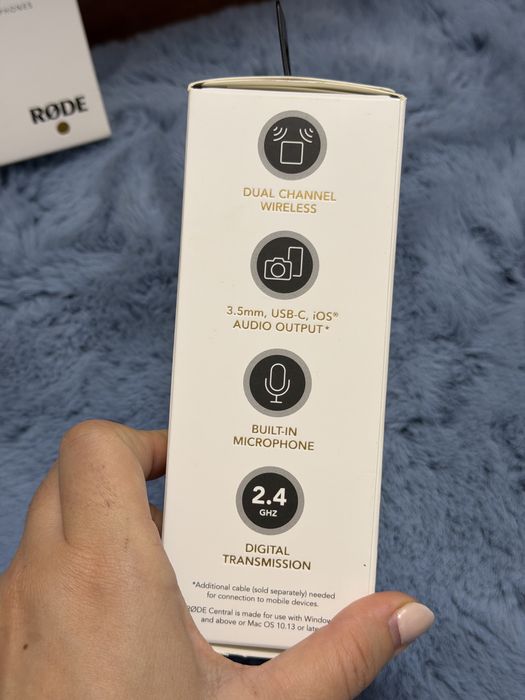 PHONES
RØDE
DUAL CHANNEL
WIRELESS
3.5mm, USB-C, iOS®
AUDIO OUTPUT*
BUILT-IN
MICROPHONE
2.4
GHZ
DIGITAL
TRANSMISSION
*Additional cable (sold separately) needed
for connection to mobile devices.
RØDE Central is made for use with
and above or Mac OS 10.13 or